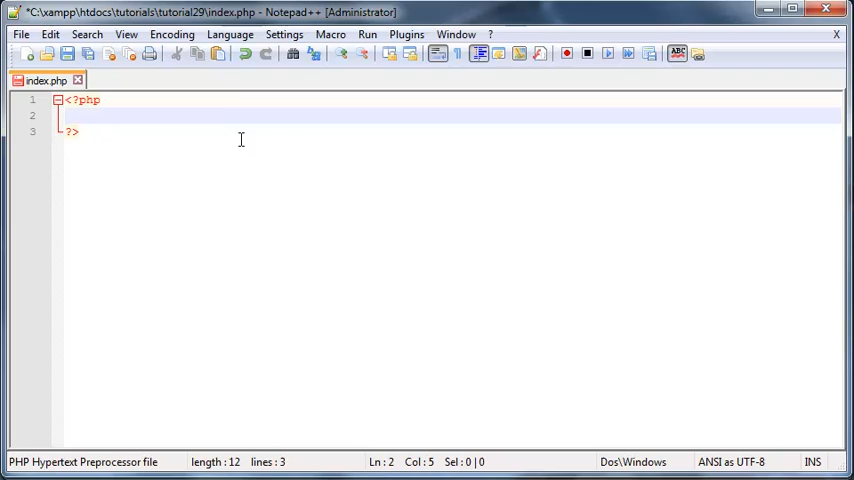 *C:\xampp\htdocs\tutorials\tutorial29\index.php - Notepad++ [Administrator]
File Edit Search View Encoding Language Settings Macro Run Plugins Window ? X
index.php
1 <?php
2
3 ?>
PHP Hypertext Preprocessor file length : 12 lines : 3 Ln : 2 Col : 5 Sel : 0 | 0 Dos\Windows ANSI as UTF-8 INS